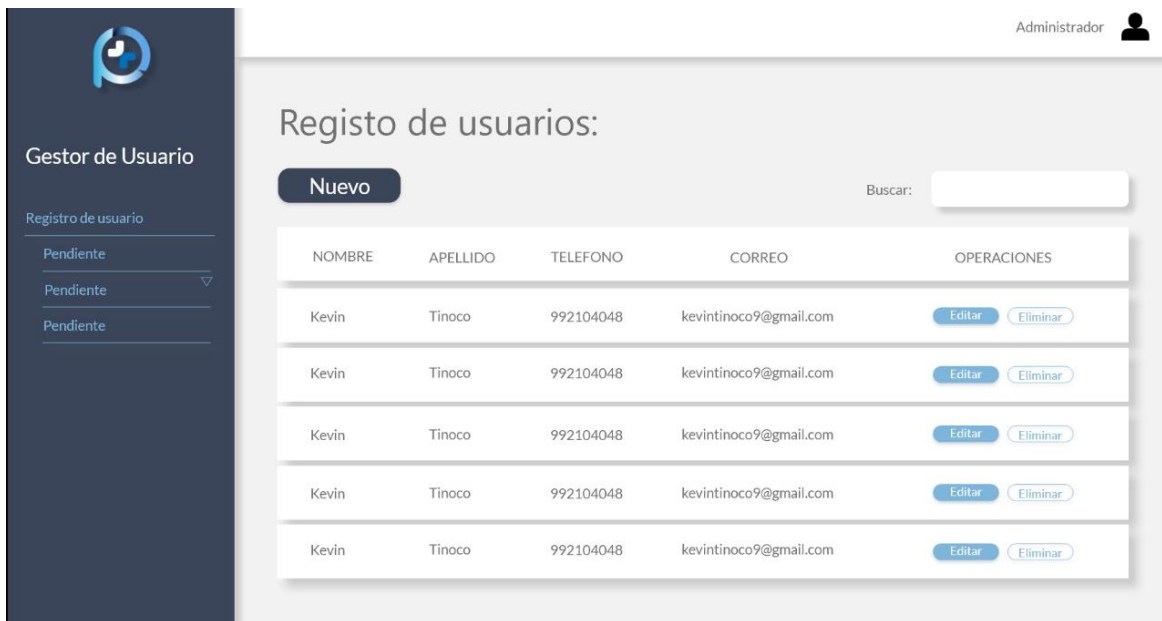 Administrador
Gestor de Usuario
Registro de usuario
Pendiente
Pendiente
Pendiente
Registo de usuarios:
Nuevo
Buscar:
NOMBRE APELLIDO TELEFONO CORREO OPERACIONES
Kevin Tinoco 992104048 kevintinoco9@gmail.com Editar Eliminar
Kevin Tinoco 992104048 kevintinoco9@gmail.com Editar Eliminar
Kevin Tinoco 992104048 kevintinoco9@gmail.com Editar Eliminar
Kevin Tinoco 992104048 kevintinoco9@gmail.com Editar Eliminar
Kevin Tinoco 992104048 kevintinoco9@gmail.com Editar Eliminar